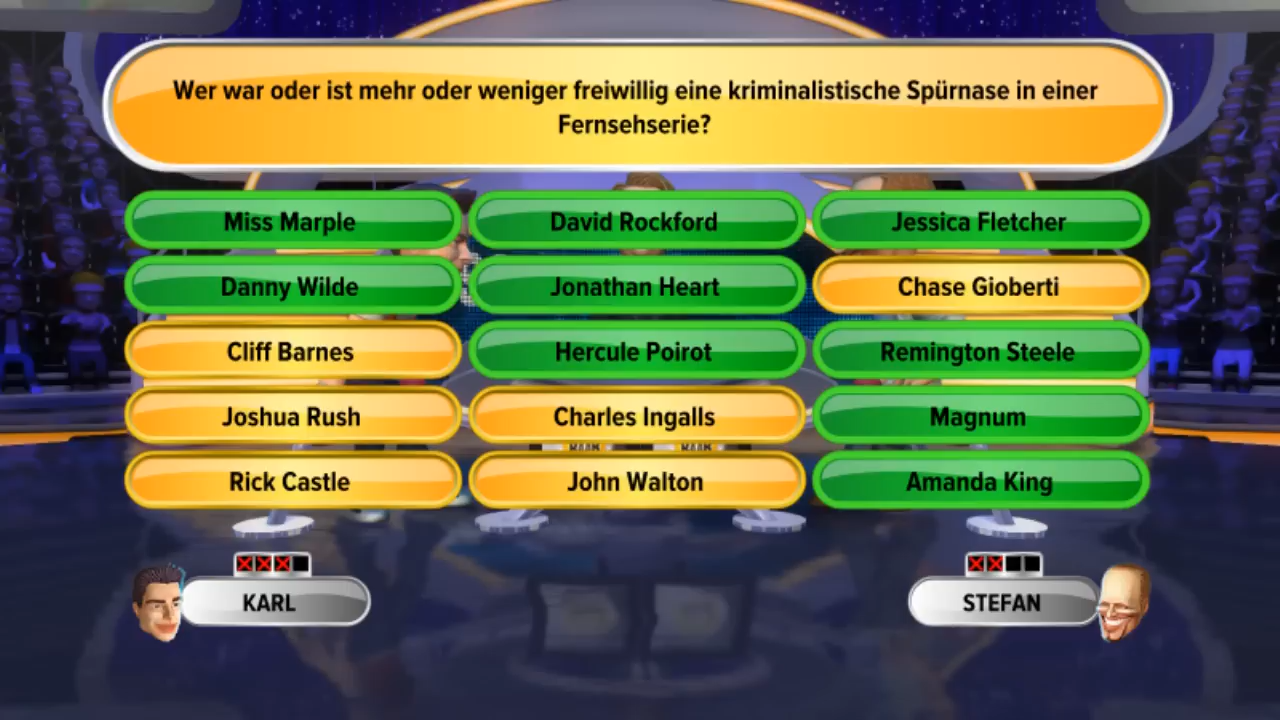 Wer war oder ist mehr oder weniger freiwillig eine kriminalistische Spürnase in einer
Fernsehserie?
Miss Marple
David Rockford
Jessica Fletcher
Danny Wilde
Jonathan Heart
Chase Gioberti
Cliff Barnes
Hercule Poirot
Remington Steele
Joshua Rush
Charles Ingalls
Magnum
Rick Castle
John Walton
Amanda King
KARL
STEFAN